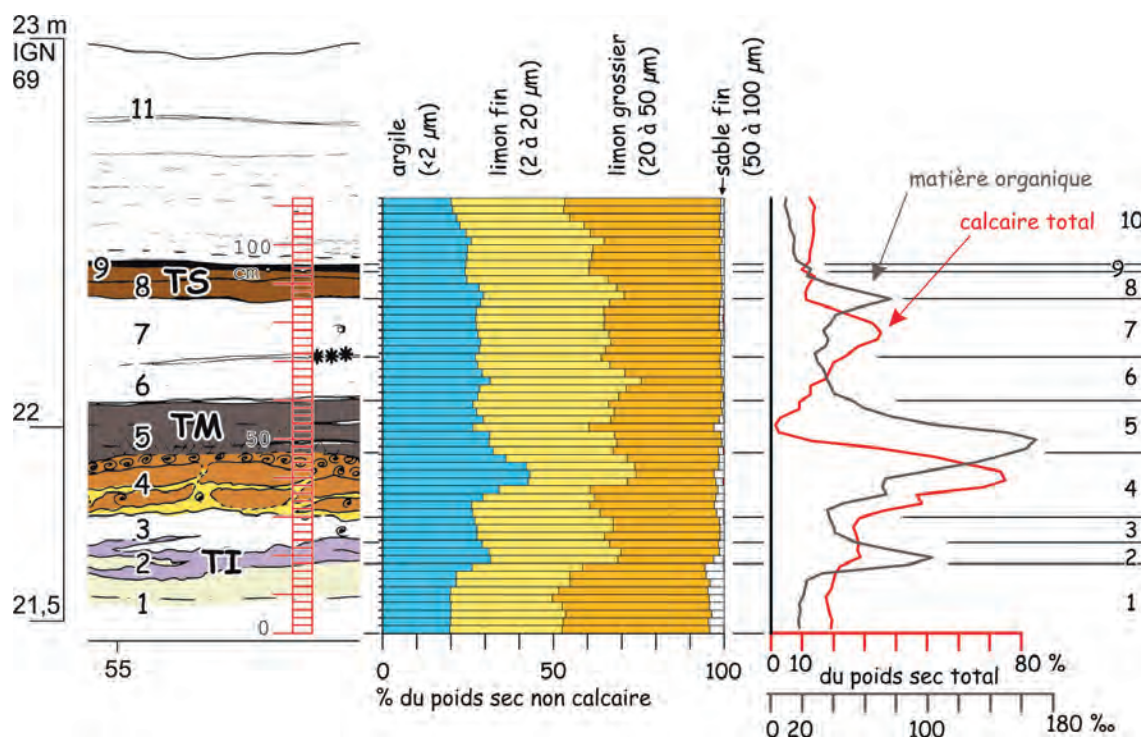 23 m
IGN
69
22
21,5
55
11
9
8
TS
7
***
6
5
TM
4
3
2
TI
1
100
cm
50
0
argile
(<2 µm)
limon fin
(2 à 20 µm)
limon grossier
(20 à 50 µm)
sable fin
(50 à 100 µm)
0
50
100
% du poids sec non calcaire
matière organique
calcaire total
10
9
8
7
6
5
4
3
2
1
0 10 80 %
du poids sec total
0 20 100 180 ‰